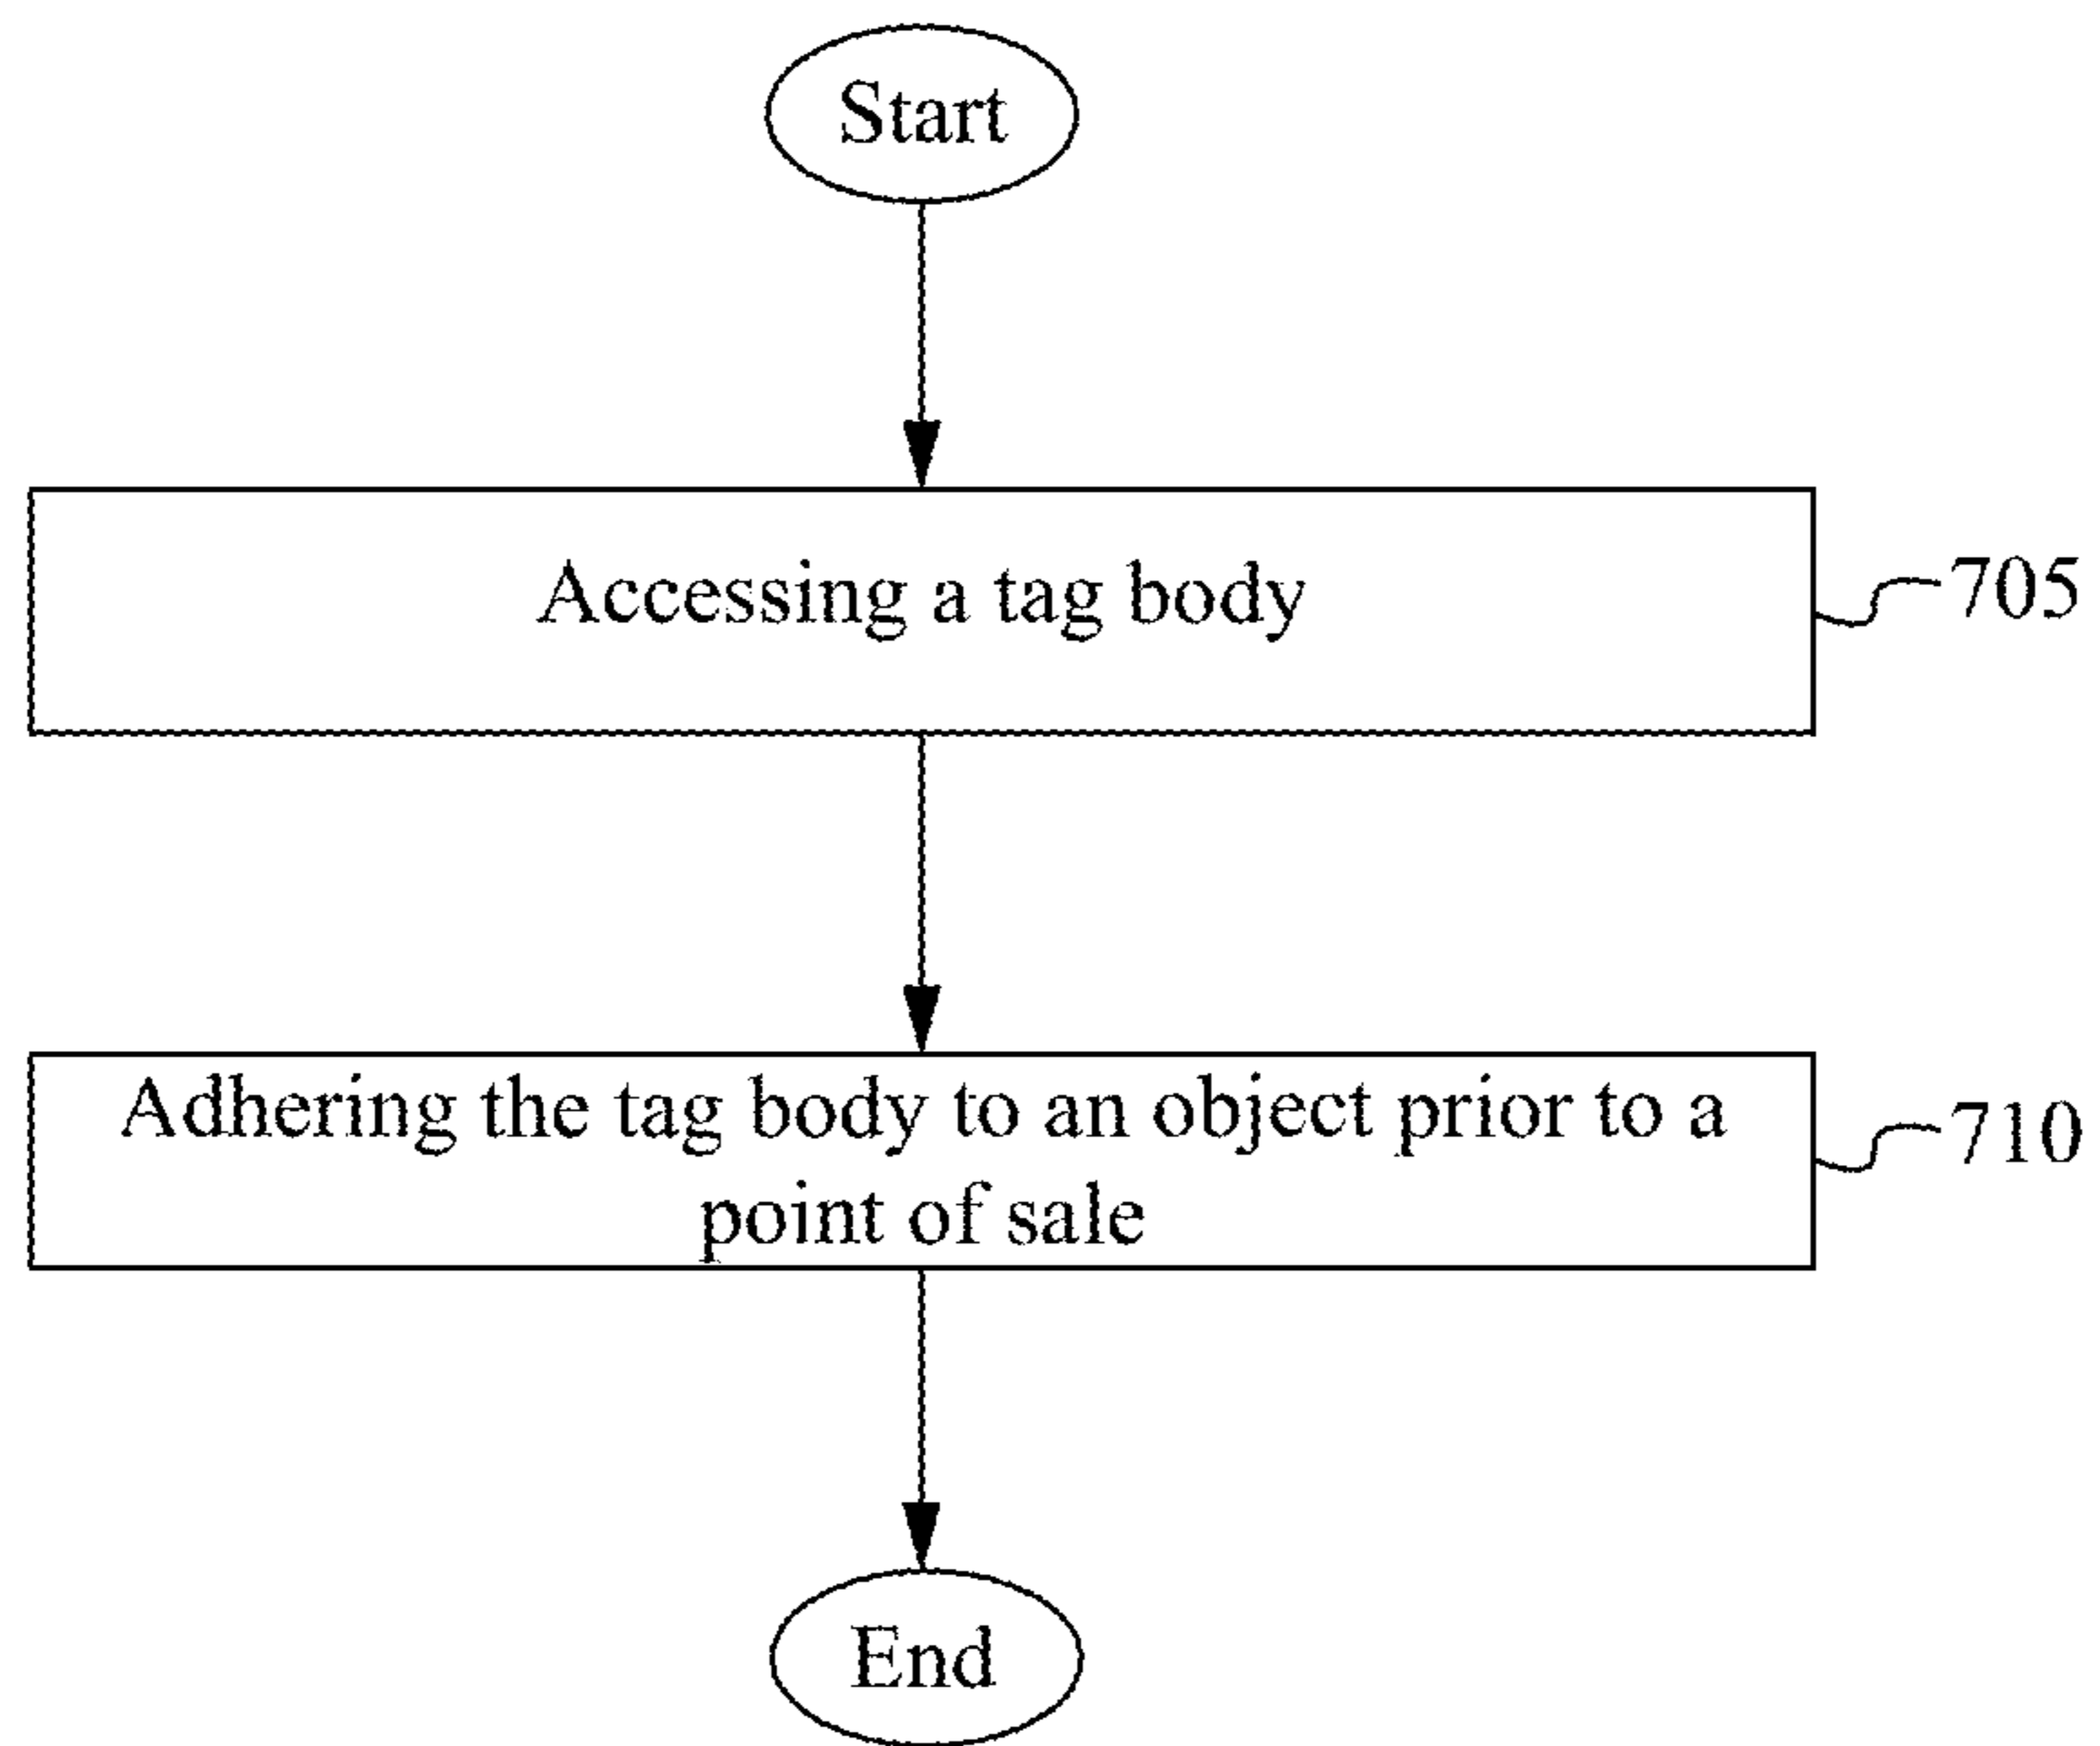 Start
Accessing a tag body
705
Adhering the tag body to an object prior to a
point of sale
710
End